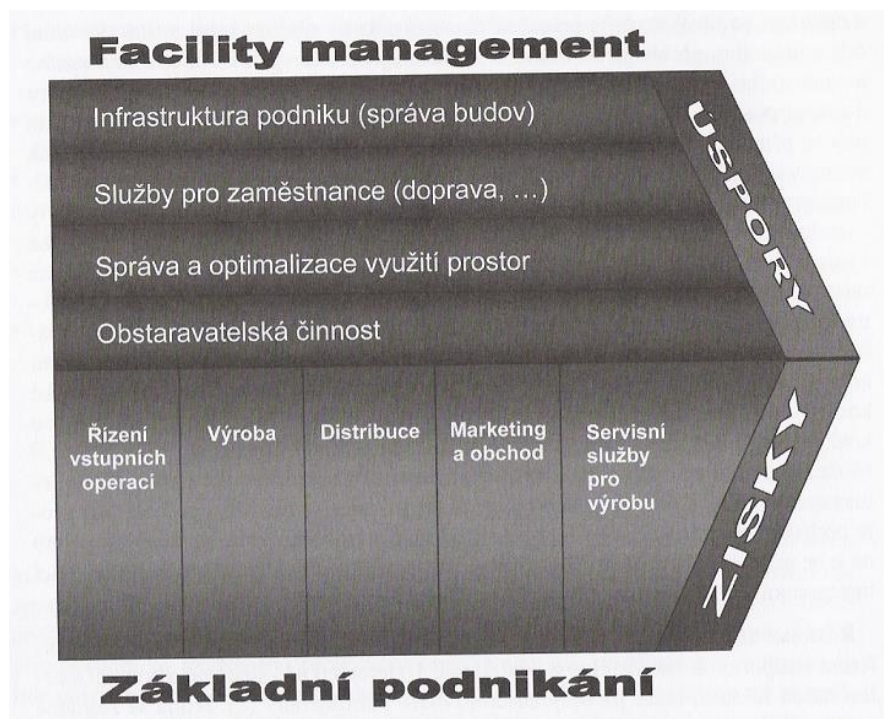 Facility management
Infrastruktura podniku (správa budov)
Služby pro zaměstnance (doprava, ...)
Správa a optimalizace využití prostor
Obstaravatelská činnost
ÚSPORY
Řízení
vstupních
operací
Výroba
Distribuce
Marketing
a obchod
Servisní
služby
pro
výrobu
ZISKY
Základní podnikání